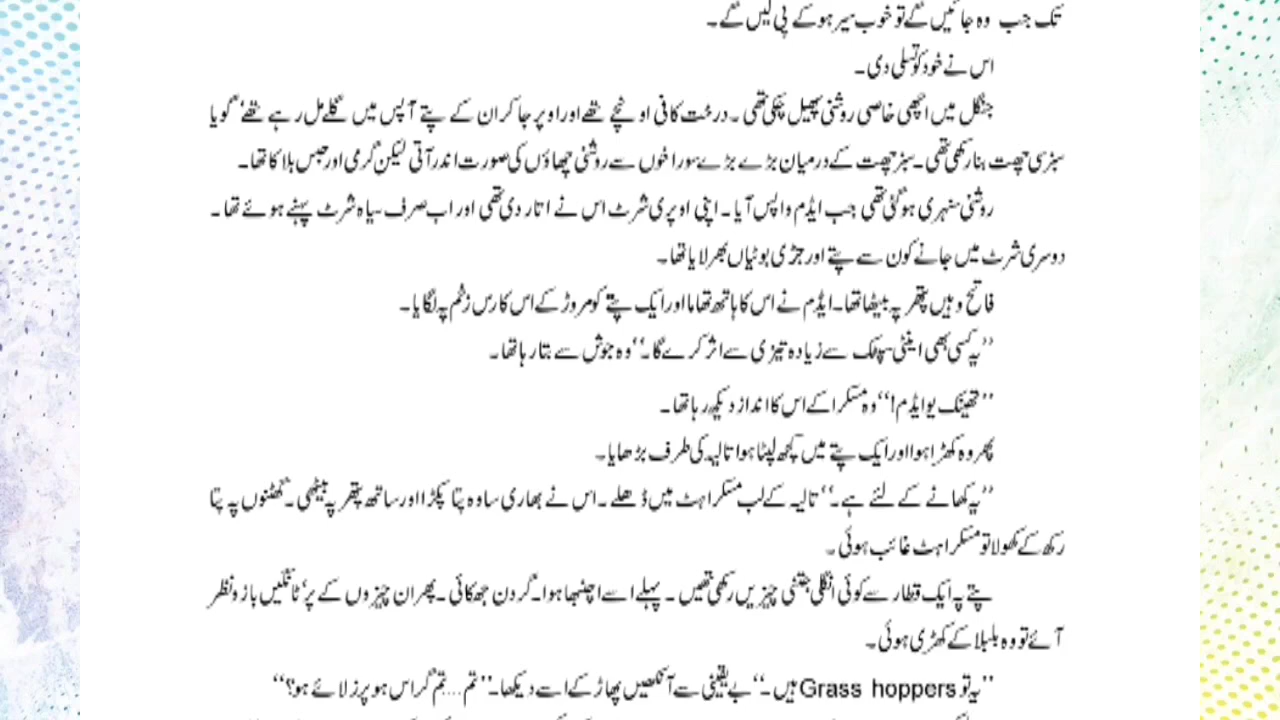 تک جب وہ جائیں گے تو خوب سیر ہو کے پی لیں گے۔
اس نے خود کو تسلی دی۔
جنگل میں اچھی خاصی روشنی پھیل چکی تھی۔ درخت کافی اونچے تھے اور اوپر جا کر ان کے پتے آپس میں گلے مل رہے تھے‘ گویا
سبز سی چھت بنا رکھی تھی۔ سبز چھت کے درمیان بڑے بڑے سوراخوں سے روشنی چھاؤں کی صورت اندر آتی لیکن گرمی اور حبس بلا کا تھا۔
روشنی سنہری ہو گئی تھی جب ایڈم واپس آیا۔ اپنی اوپری شرٹ اس نے اتار دی تھی اور اب صرف سیاہ شرٹ پہنے ہوئے تھا۔
دوسری شرٹ میں جانے کون سے پتے اور جڑی بوٹیاں بھر لایا تھا۔
فاتح وہیں پتھر پہ بیٹھا تھا۔ ایڈم نے اس کا ہاتھ تھاما اور ایک پتے کو مروڑ کے اس کا رس زخم پہ لگایا۔
’’یہ کسی بھی اینٹی سپٹک سے زیادہ تیزی سے اثر کرے گا۔‘‘ وہ جوش سے بتا رہا تھا۔
’’تھینک یو ایڈم!‘‘ وہ مسکرا کے اس کا انداز دیکھ رہا تھا۔
پھر وہ کھڑا ہوا اور ایک پتے میں کچھ لپٹا ہوا تالیہ کی طرف بڑھایا۔
’’یہ کھانے کے لئے ہے۔‘‘ تالیہ کے لب مسکراہٹ میں ڈھلے۔ اس نے بھاری سا وہ پتا پکڑا اور ساتھ پتھر پہ بیٹھی۔ گھٹنوں پہ پتا
رکھ کے کھولا تو مسکراہٹ غائب ہوئی۔
پتے پہ ایک قطار سے کوئی انگلی جتنی چیزیں رکھی تھیں۔ پہلے اسے اچنبھا ہوا۔ گردن جھکائی۔ پھر ان چیزوں کے پر‘ ٹانگیں بازو نظر
آئے تو وہ بلبلا کے کھڑی ہوئی۔
’’یہ تو Grass hoppers ہیں۔‘‘ بے یقینی سے آنکھیں پھاڑ کے اسے دیکھا۔ ’’تم...تم گراس ہوپرز لائے ہو؟‘‘